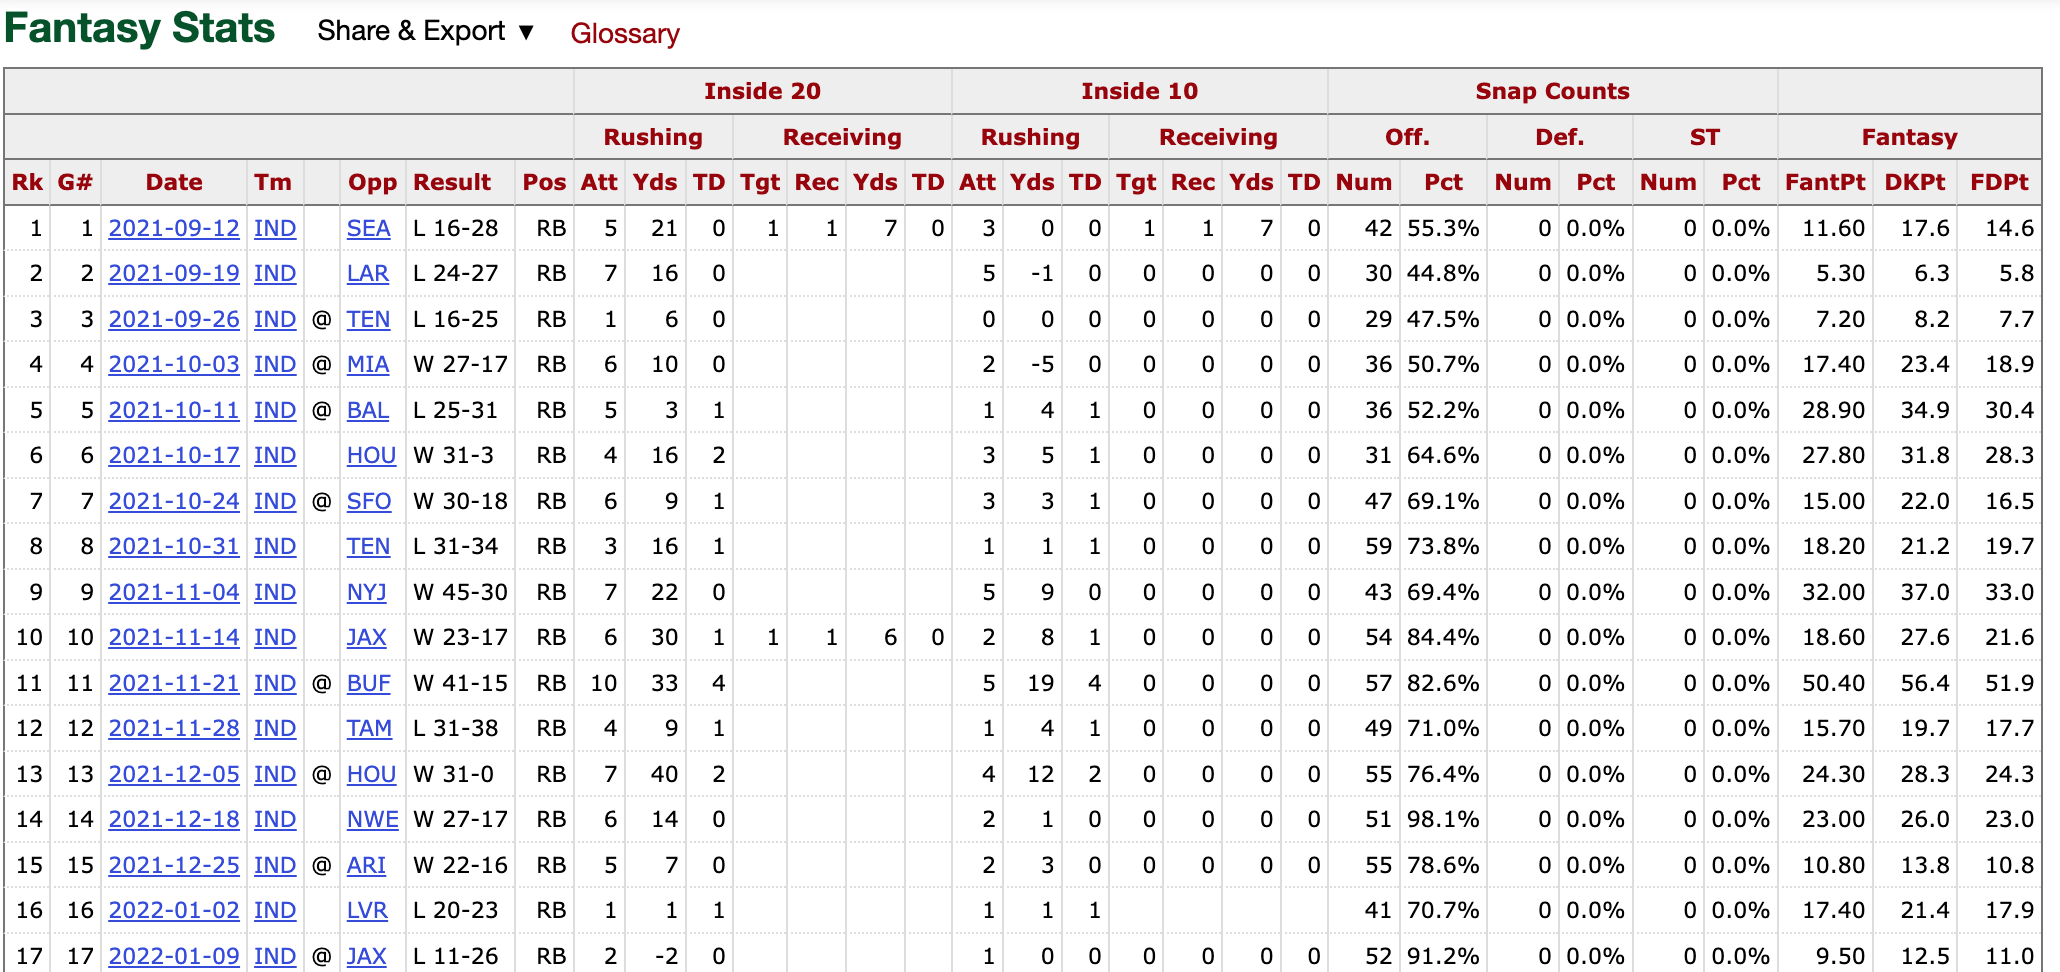 Fantasy Stats Share & Export ▼ Glossary
Inside 20 Inside 10 Snap Counts
Rushing Receiving Rushing Receiving Off. Def. ST Fantasy
Rk G# Date Tm Opp Result Pos Att Yds TD Tgt Rec Yds TD Att Yds TD Tgt Rec Yds TD Num Pct Num Pct Num Pct FantPt DKPt FDPt
1 1 2021-09-12 IND SEA L 16-28 RB 5 21 0 1 1 7 0 3 0 0 1 1 7 0 42 55.3% 0 0.0% 0 0.0% 11.60 17.6 14.6
2 2 2021-09-19 IND LAR L 24-27 RB 7 16 0 5 -1 0 0 0 0 0 30 44.8% 0 0.0% 0 0.0% 5.30 6.3 5.8
3 3 2021-09-26 IND @ TEN L 16-25 RB 1 6 0 0 0 0 0 0 0 0 29 47.5% 0 0.0% 0 0.0% 7.20 8.2 7.7
4 4 2021-10-03 IND @ MIA W 27-17 RB 6 10 0 2 -5 0 0 0 0 0 36 50.7% 0 0.0% 0 0.0% 17.40 23.4 18.9
5 5 2021-10-11 IND @ BAL L 25-31 RB 5 3 1 1 4 1 0 0 0 0 36 52.2% 0 0.0% 0 0.0% 28.90 34.9 30.4
6 6 2021-10-17 IND HOU W 31-3 RB 4 16 2 3 5 1 0 0 0 0 31 64.6% 0 0.0% 0 0.0% 27.80 31.8 28.3
7 7 2021-10-24 IND @ SFO W 30-18 RB 6 9 1 3 3 1 0 0 0 0 47 69.1% 0 0.0% 0 0.0% 15.00 22.0 16.5
8 8 2021-10-31 IND TEN L 31-34 RB 3 16 1 1 1 1 0 0 0 0 59 73.8% 0 0.0% 0 0.0% 18.20 21.2 19.7
9 9 2021-11-04 IND NYJ W 45-30 RB 7 22 0 5 9 0 0 0 0 0 43 69.4% 0 0.0% 0 0.0% 32.00 37.0 33.0
10 10 2021-11-14 IND JAX W 23-17 RB 6 30 1 1 1 6 0 2 8 1 0 0 0 0 54 84.4% 0 0.0% 0 0.0% 18.60 27.6 21.6
11 11 2021-11-21 IND @ BUF W 41-15 RB 10 33 4 5 19 4 0 0 0 0 57 82.6% 0 0.0% 0 0.0% 50.40 56.4 51.9
12 12 2021-11-28 IND TAM L 31-38 RB 4 9 1 1 4 1 0 0 0 0 49 71.0% 0 0.0% 0 0.0% 15.70 19.7 17.7
13 13 2021-12-05 IND @ HOU W 31-0 RB 7 40 2 4 12 2 0 0 0 0 55 76.4% 0 0.0% 0 0.0% 24.30 28.3 24.3
14 14 2021-12-18 IND NWE W 27-17 RB 6 14 0 2 1 0 0 0 0 0 51 98.1% 0 0.0% 0 0.0% 23.00 26.0 23.0
15 15 2021-12-25 IND @ ARI W 22-16 RB 5 7 0 2 3 0 0 0 0 0 55 78.6% 0 0.0% 0 0.0% 10.80 13.8 10.8
16 16 2022-01-02 IND LVR L 20-23 RB 1 1 1 1 1 1 41 70.7% 0 0.0% 0 0.0% 17.40 21.4 17.9
17 17 2022-01-09 IND @ JAX L 11-26 RB 2 -2 0 1 0 0 0 0 0 0 52 91.2% 0 0.0% 0 0.0% 9.50 12.5 11.0